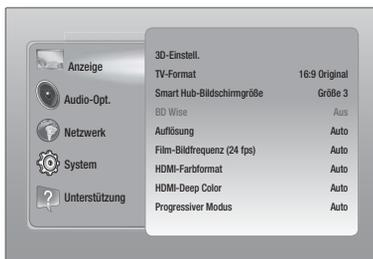 Anzeige
Audio-Opt.
Netzwerk
System
Unterstützung
3D-Einstell.
TV-Format 16:9 Original
Smart Hub-Bildschirmgröße Größe 3
BD Wise Aus
Auflösung Auto
Film-Bildfrequenz (24 fps) Auto
HDMI-Farbformat Auto
HDMI-Deep Color Auto
Progressiver Modus Auto